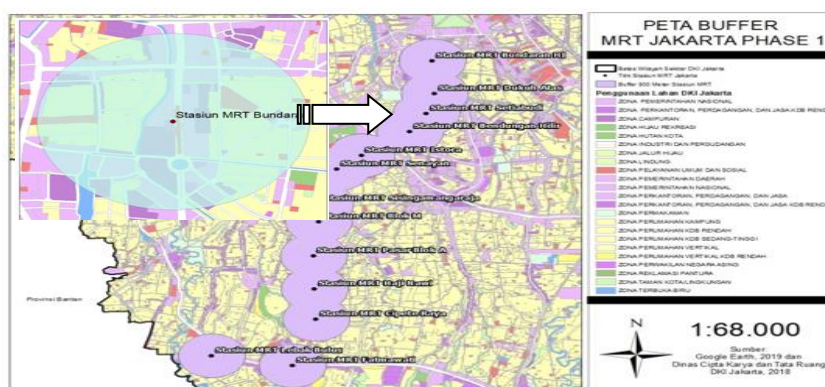 Stasiun MRT Bundaran
Stasiun MRT Bundaran HI
Stasiun MRT Dukuh Atas
Stasiun MRT Setiabudi
Stasiun MRT Bendungan Hilir
Stasiun MRT Istora
Stasiun MRT Senayan
Stasiun MRT Sisingamangaraja
Stasiun MRT Blok M
Stasiun MRT Pasar Blok A
Stasiun MRT Haji Nawi
Stasiun MRT Cipete Raya
Stasiun MRT Lebak Bulus
Stasiun MRT Fatmawati
Provinsi Banten
PETA BUFFER
MRT JAKARTA PHASE 1
Batas Wilayah Sekitar DKI Jakarta
Titik Stasiun MRT Jakarta
Buffer 800 Meter Stasiun MRT
Penggunaan Lahan DKI Jakarta
ZONA PEMERINTAHAN NASIONAL
ZONA PERKANTORAN, PERDAGANGAN, DAN JASA KDB REND
ZONA CAMPURAN
ZONA HIJAU REKREASI
ZONA HUTAN KOTA
ZONA INDUSTRI DAN PERGUDANGAN
ZONA JALUR HIJAU
ZONA LINDUNG
ZONA PELAYANAN UMUM DAN SOSIAL
ZONA PEMERINTAHAN DAERAH
ZONA PEMERINTAHAN NASIONAL
ZONA PERKANTORAN, PERDAGANGAN, DAN JASA
ZONA PERKANTORAN, PERDAGANGAN, DAN JASA KDB REND
ZONA PERMAKAMAN
ZONA PERUMAHAN KAMPUNG
ZONA PERUMAHAN KDB RENDAH
ZONA PERUMAHAN KDB SEDANG-TINGGI
ZONA PERUMAHAN VERTIKAL
ZONA PERUMAHAN VERTIKAL KDB RENDAH
ZONA PERWAKILAN NEGARA ASING
ZONA REKLAMASI PANTURA
ZONA TAMAN KOTA/LINGKUNGAN
ZONA TERBUKA BIRU
N
1:68.000
Sumber:
Google Earth, 2019 dan
Dinas Cipta Karya dan Tata Ruang
DKI Jakarta, 2018